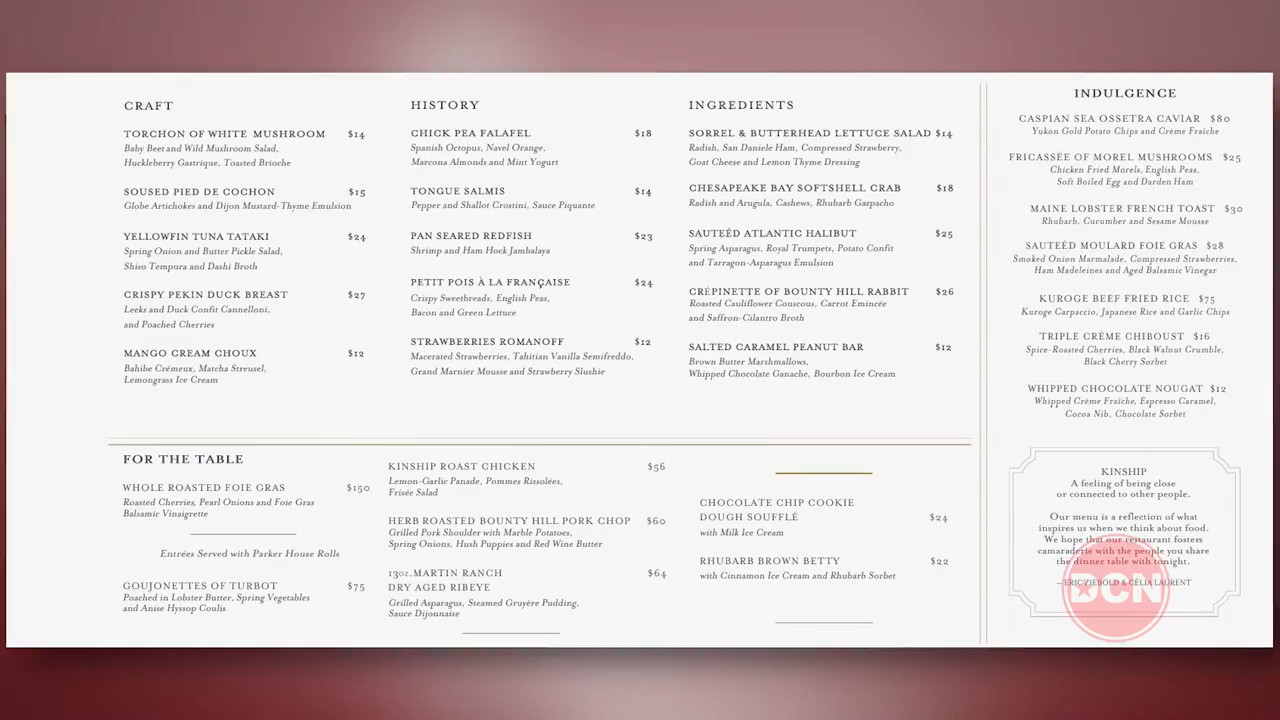 CRAFT
TORCHON OF WHITE MUSHROOM $14
Baby Beet and Wild Mushroom Salad,
Huckleberry Gastrique, Toasted Brioche
SOUSED PIED DE COCHON $15
Globe Artichokes and Dijon Mustard-Thyme Emulsion
YELLOWFIN TUNA TATAKI $24
Spring Onion and Butter Pickle Salad,
Shiso Tempura and Dashi Broth
CRISPY PEKIN DUCK BREAST $27
Leeks and Duck Confit Cannelloni,
and Poached Cherries
MANGO CREAM CHOUX $12
Bahibe Crémeux, Matcha Streusel,
Lemongrass Ice Cream
HISTORY
CHICK PEA FALAFEL $18
Spanish Octopus, Navel Orange,
Marcona Almonds and Mint Yogurt
TONGUE SALMIS $14
Pepper and Shallot Crostini, Sauce Piquante
PAN SEARED REDFISH $23
Shrimp and Ham Hock Jambalaya
PETIT POIS À LA FRANÇAISE $24
Crispy Sweetbreads, English Peas,
Bacon and Green Lettuce
STRAWBERRIES ROMANOFF $12
Macerated Strawberries, Tahitian Vanilla Semifreddo,
Grand Marnier Mousse and Strawberry Slushie
INGREDIENTS
SORREL & BUTTERHEAD LETTUCE SALAD $14
Radish, San Daniele Ham, Compressed Strawberry,
Goat Cheese and Lemon Thyme Dressing
CHESAPEAKE BAY SOFTSHELL CRAB $18
Radish and Arugula, Cashews, Rhubarb Gazpacho
SAUTEÉD ATLANTIC HALIBUT $25
Spring Asparagus, Royal Trumpets, Potato Confit
and Tarragon-Asparagus Emulsion
CRÉPINETTE OF BOUNTY HILL RABBIT $26
Roasted Cauliflower Couscous, Carrot Emincée
and Saffron-Cilantro Broth
SALTED CARAMEL PEANUT BAR $12
Brown Butter Marshmallows,
Whipped Chocolate Ganache, Bourbon Ice Cream
INDULGENCE
CASPIAN SEA OSSETRA CAVIAR $80
Yukon Gold Potato Chips and Crème Fraîche
FRICASSÉE OF MOREL MUSHROOMS $25
Chicken Fried Morels, English Peas,
Soft Boiled Egg and Darden Ham
MAINE LOBSTER FRENCH TOAST $30
Rhubarb, Cucumber and Sesame Mousse
SAUTEÉD MOULARD FOIE GRAS $28
Smoked Onion Marmalade, Compressed Strawberries,
Ham Madeleines and Aged Balsamic Vinegar
KUROGE BEEF FRIED RICE $75
Kuroge Carpaccio, Japanese Rice and Garlic Chips
TRIPLE CRÈME CHIBOUST $16
Spice-Roasted Cherries, Black Walnut Crumble,
Black Cherry Sorbet
WHIPPED CHOCOLATE NOUGAT $12
Whipped Crème Fraîche, Espresso Caramel,
Cocoa Nib, Chocolate Sorbet
FOR THE TABLE
WHOLE ROASTED FOIE GRAS $150
Roasted Cherries, Pearl Onions and Foie Gras
Balsamic Vinaigrette
Entrées Served with Parker House Rolls
GOUJONETTES OF TURBOT $75
Poached in Lobster Butter, Spring Vegetables
and Anise Hyssop Coulis
KINSHIP ROAST CHICKEN $56
Lemon-Garlic Panade, Pommes Rissolées,
Frisée Salad
HERB ROASTED BOUNTY HILL PORK CHOP $60
Grilled Pork Shoulder with Marble Potatoes,
Spring Onions, Hush Puppies and Red Wine Butter
13oz. MARTIN RANCH $64
DRY AGED RIBEYE
Grilled Asparagus, Steamed Gruyère Pudding,
Sauce Dijonnaise
CHOCOLATE CHIP COOKIE
DOUGH SOUFFLÉ $24
with Milk Ice Cream
RHUBARB BROWN BETTY $22
with Cinnamon Ice Cream and Rhubarb Sorbet
KINSHIP
A feeling of being close
or connected to other people.
Our menu is a reflection of what
inspires us when we think about food.
We hope that our restaurant fosters
camaraderie with the people you share
the dinner table with tonight.
— ERIC ZIEBOLD & CÉLIA LAURENT
DCN